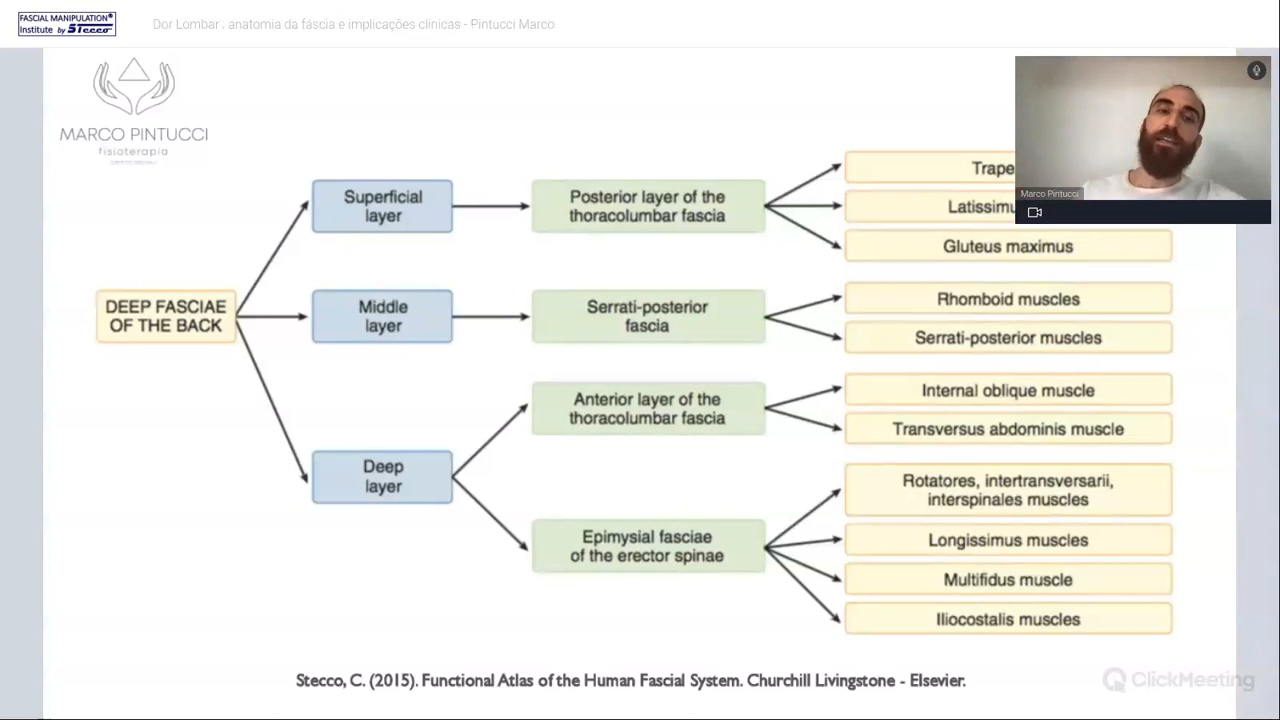 FASCIAL MANIPULATION®
Institute by Stecco
Dor Lombar . anatomia da fáscia e implicações clinicas - Pintucci Marco
MARCO PINTUCCI
fisioterapia
Marco Pintucci
DEEP FASCIAE
OF THE BACK
Superficial
layer
Middle
layer
Deep
layer
Posterior layer of the
thoracolumbar fascia
Serrati-posterior
fascia
Anterior layer of the
thoracolumbar fascia
Epimysial fasciae
of the erector spinae
Trape
Latissimu
Gluteus maximus
Rhomboid muscles
Serrati-posterior muscles
Internal oblique muscle
Transversus abdominis muscle
Rotatores, intertransversarii,
interspinales muscles
Longissimus muscles
Multifidus muscle
Iliocostalis muscles
Stecco, C. (2015). Functional Atlas of the Human Fascial System. Churchill Livingstone - Elsevier.
ClickMeeting